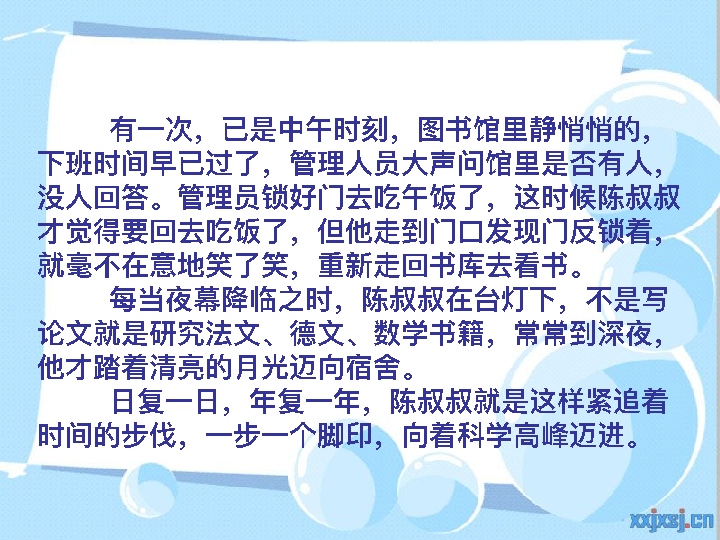 有一次，已是中午时刻，图书馆里静悄悄的，
下班时间早已过了，管理人员大声问馆里是否有人，
没人回答。管理员锁好门去吃午饭了，这时候陈叔叔
才觉得要回去吃饭了，但他走到门口发现门反锁着，
就毫不在意地笑了笑，重新走回书库去看书。
每当夜幕降临之时，陈叔叔在台灯下，不是写
论文就是研究法文、德文、数学书籍，常常到深夜，
他才踏着清亮的月光迈向宿舍。
日复一日，年复一年，陈叔叔就是这样紧追着
时间的步伐，一步一个脚印，向着科学高峰迈进。
xxjxsj.cn